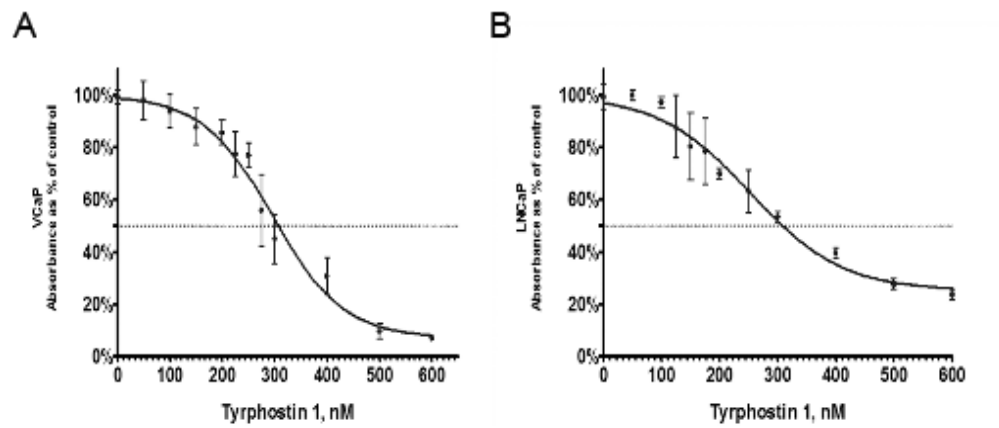 A
VCaP
Absorbance as % of control
100%
80%
60%
40%
20%
0%
0 100 200 300 400 500 600
Tyrphostin 1, nM
B
LNCaP
Absorbance as % of control
100%
80%
60%
40%
20%
0%
0 100 200 300 400 500 600
Tyrphostin 1, nM